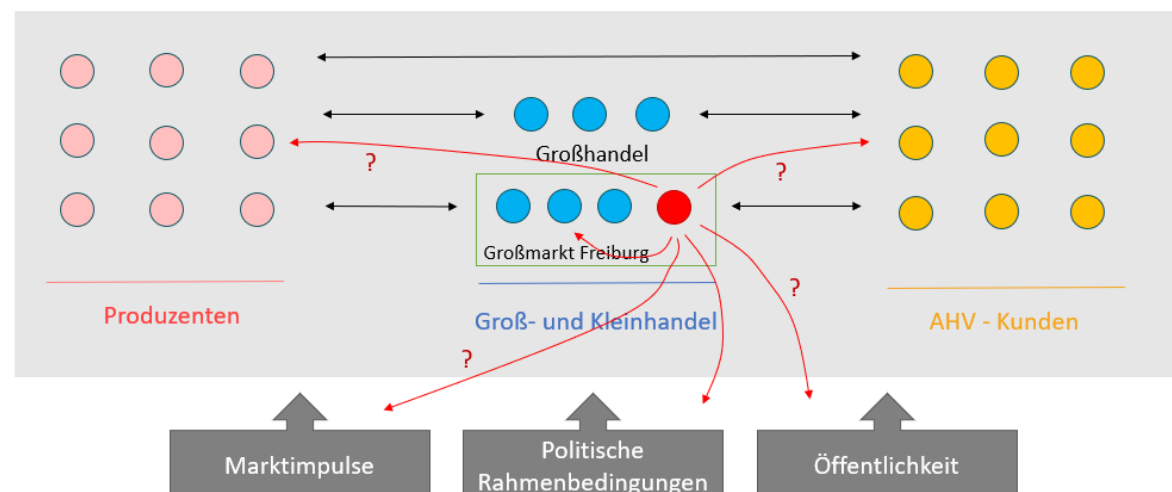 Großhandel
?
?
Großmarkt Freiburg
?
Produzenten
Groß- und Kleinhandel
AHV - Kunden
?
Marktimpulse
Politische
Rahmenbedingungen
Öffentlichkeit